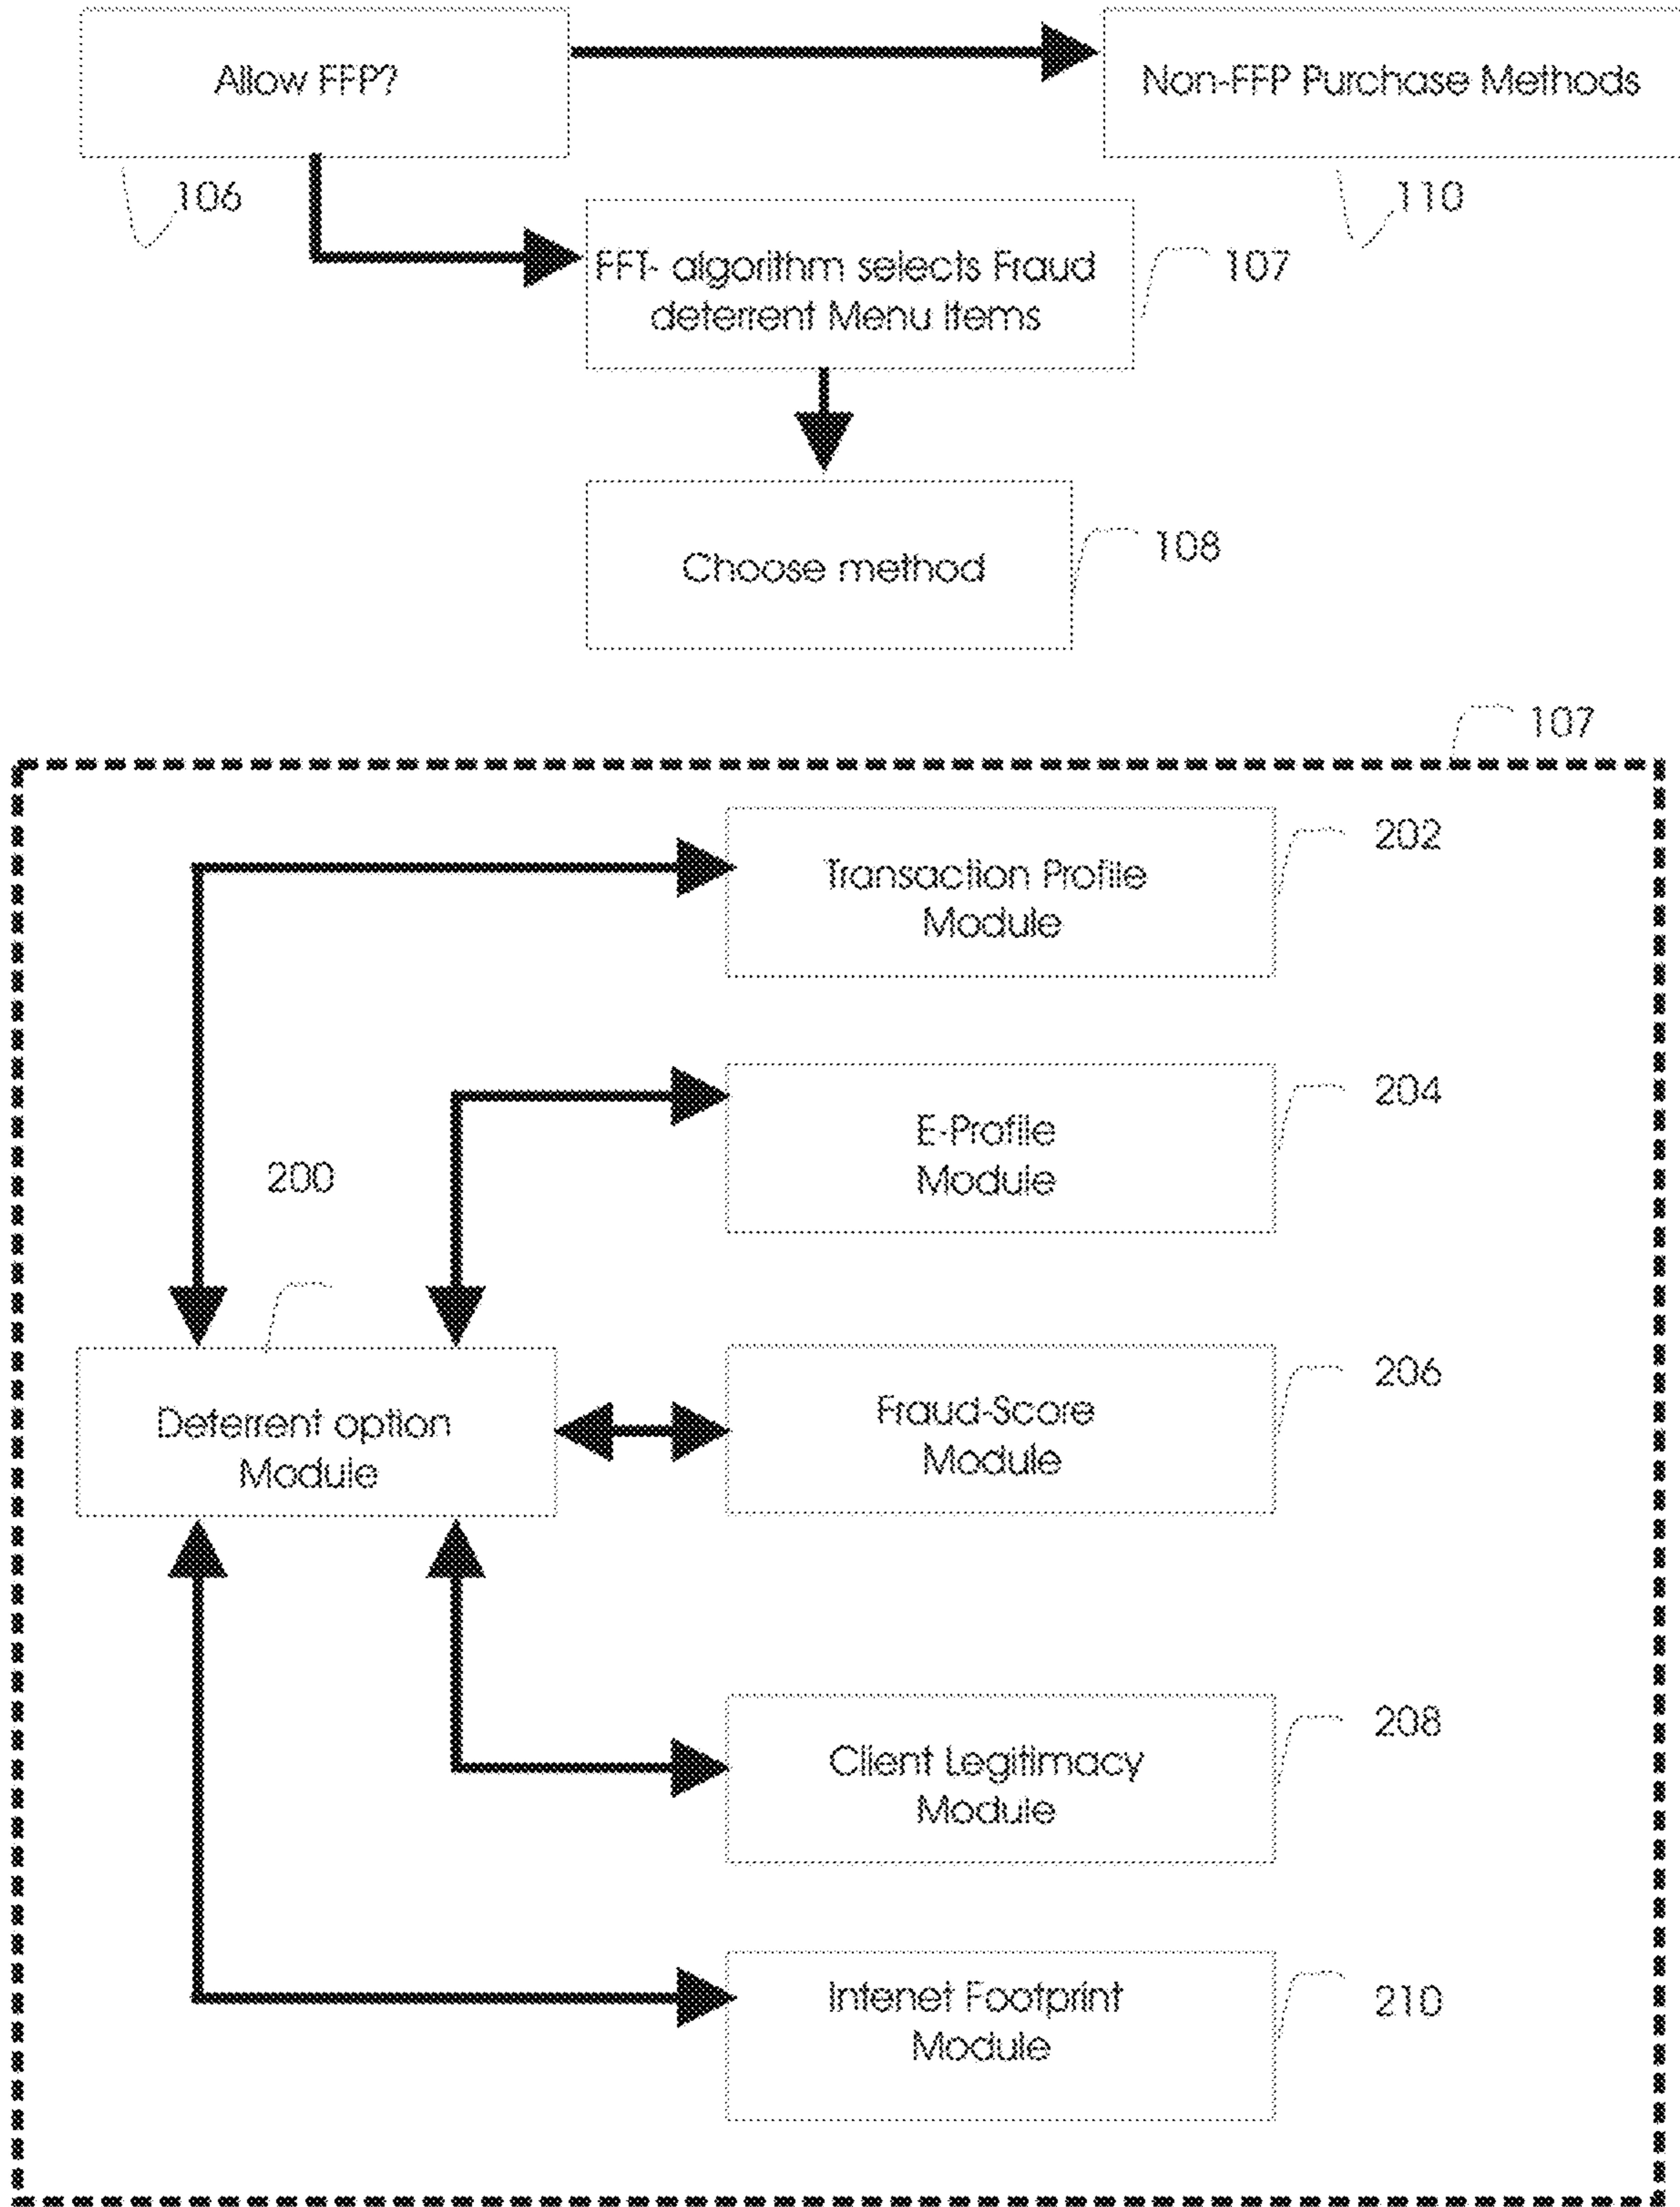 Allow FFP?
Non-FFP Purchase Methods
106
110
FFT- algorithm selects Fraud
deterrent Menu items
107
Choose method
108
107
Transaction Profile
Module
202
E-Profile
Module
204
200
Deterrent option
Module
Fraud-Score
Module
206
Client Legitimacy
Module
208
Intenet Footprint
Module
210